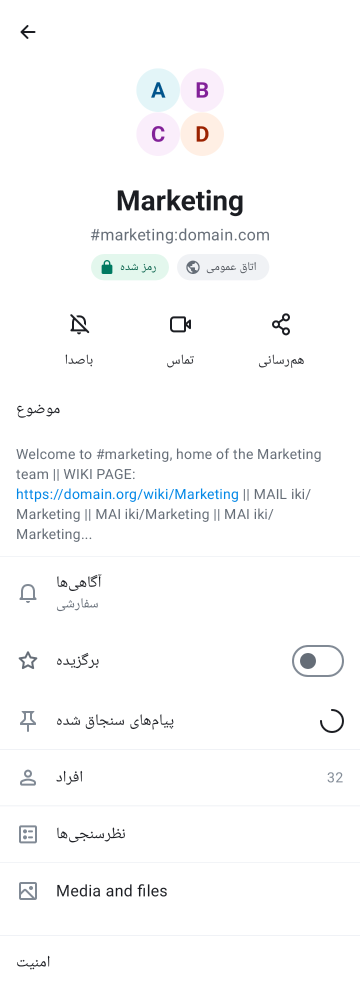 A B
C D
Marketing
#marketing:domain.com
رمز شده
اتاق عمومی
باصدا
تماس
هم‌رسانی
موضوع
Welcome to #marketing, home of the Marketing
team || WIKI PAGE:
https://domain.org/wiki/Marketing || MAIL iki/
Marketing || MAI iki/Marketing || MAI iki/
Marketing...
آگاهی‌ها
سفارشی
برگزیده
پیام‌های سنجاق شده
افراد 32
نظرسنجی‌ها
Media and files
امنیت